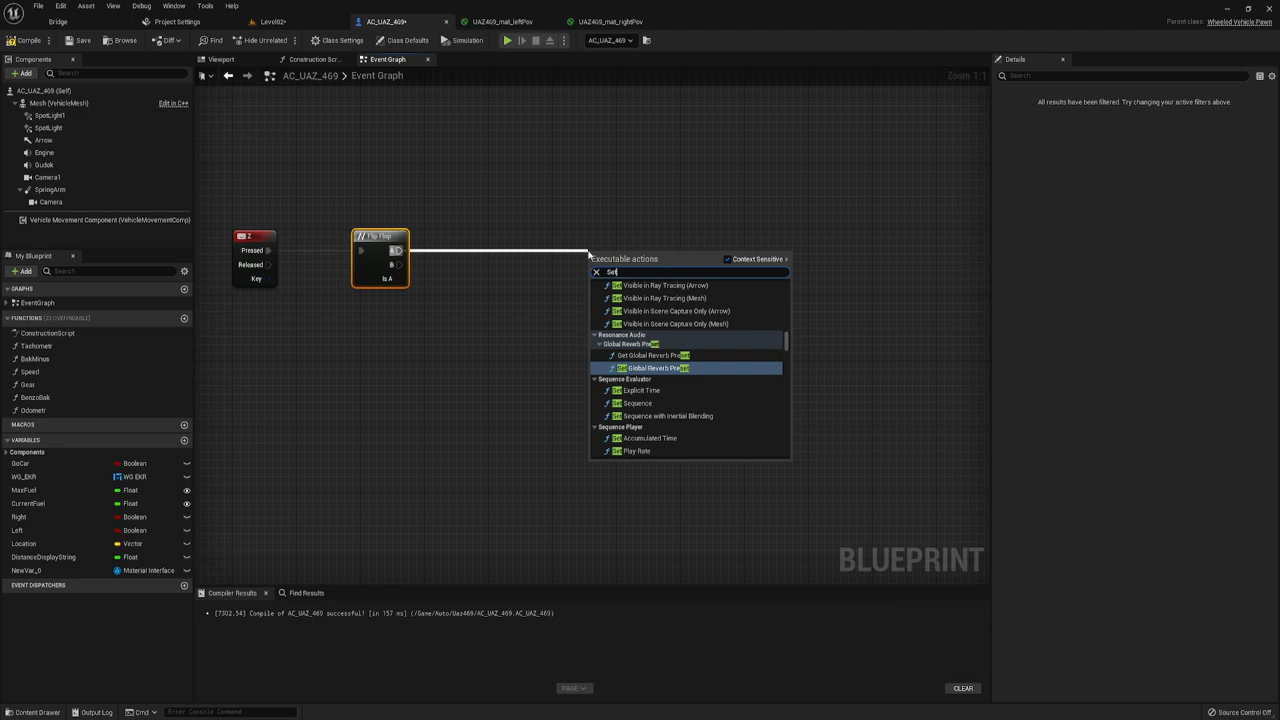 File Edit Asset View Debug Window Tools Help
Parent class: Wheeled Vehicle Pawn
Bridge Project Settings Level02• AC_UAZ_469• UAZ469_mat_leftPov UAZ469_mat_rightPov
Compile Save Browse Diff Find Hide Unrelated Class Settings Class Defaults Simulation AC_UAZ_469
Components Viewport Construction Scr... Event Graph Details
Add Search AC_UAZ_469 > Event Graph Zoom 1:1 Search
AC_UAZ_469 (Self)
Mesh (VehicleMesh) Edit in C++
All results have been filtered. Try changing your active filters above.
SpotLight1
SpotLight
Arrow
Engine
Gudok
Camera1
SpringArm
Camera
Vehicle Movement Component (VehicleMovementComp)
Z
Pressed
Released
Key
Flip Flop
A
B
Is A
My Blueprint
Add Search
GRAPHS
EventGraph
FUNCTIONS (23 OVERRIDABLE)
ConstructionScript
Tachometr
BakMinus
Speed
Gear
BenzoBak
Odometr
MACROS
VARIABLES
Components
GoCar Boolean
WG_EKR WG EKR
MaxFuel Float
CurrentFuel Float
Right Boolean
Left Boolean
Location Vector
DistanceDisplayString Float
NewVar_0 Material Interface
EVENT DISPATCHERS
Executable actions Context Sensitive
Set
Set Visible in Ray Tracing (Arrow)
Set Visible in Ray Tracing (Mesh)
Set Visible in Scene Capture Only (Arrow)
Set Visible in Scene Capture Only (Mesh)
Resonance Audio
Global Reverb Preset
Get Global Reverb Preset
Set Global Reverb Preset
Sequence Evaluator
Set Explicit Time
Set Sequence
Set Sequence with Inertial Blending
Sequence Player
Set Accumulated Time
Set Play Rate
BLUEPRINT
Compiler Results Find Results
[7302.54] Compile of AC_UAZ_469 successful! [in 157 ms] (/Game/Auto/Uaz469/AC_UAZ_469.AC_UAZ_469)
PAGE CLEAR
Content Drawer Output Log Cmd Enter Console Command Source Control Off